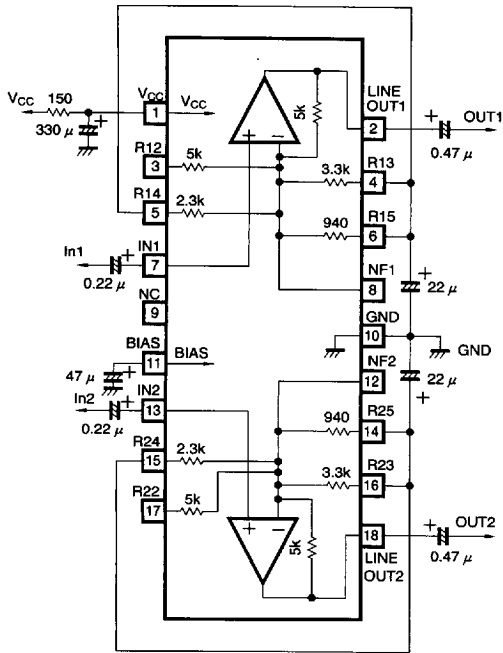 VCC 150 VCC
1
VCC
330 μ +
R12
3
5k
R14
5
2.3k
IN1
7
In1
+
0.22 μ
NC
9
BIAS
11
BIAS
47 μ
+
IN2
13
In2
+
0.22 μ
R24
15
2.3k
R22
17
5k
+ −
5k
LINE
OUT1
2
+
OUT1
0.47 μ
3.3k
R13
4
940
R15
6
NF1
8
+
22 μ
GND
10
GND
NF2
12
22 μ
+
940
R25
14
3.3k
R23
16
+ −
5k
18
LINE
OUT2
+
OUT2
0.47 μ